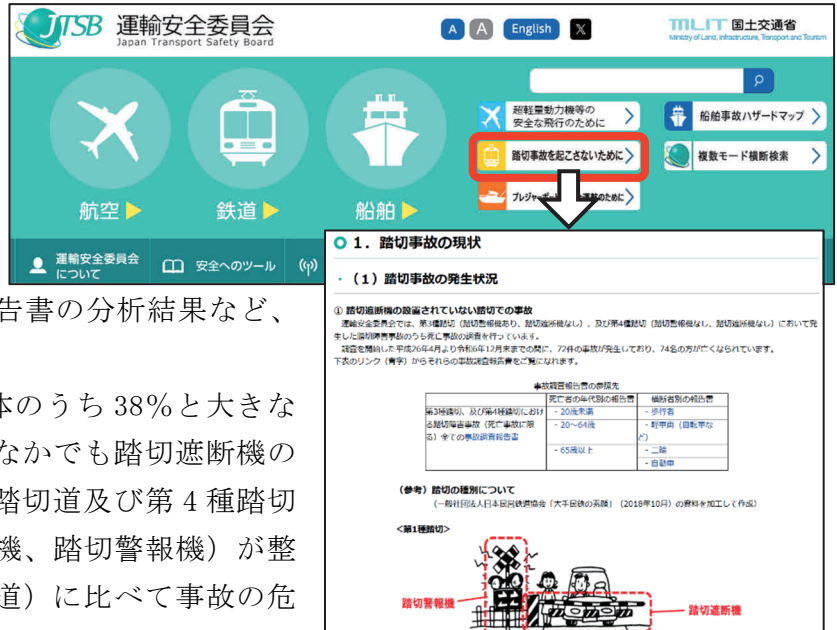 JTSB 運輸安全委員会
Japan Transport Safety Board
A A English X
MLIT 国土交通省
Ministry of Land, Infrastructure, Transport and Tourism
超軽量動力機等の
安全な飛行のために
船舶事故ハザードマップ
踏切事故を起こさないために
複数モード横断検索
プレジャーボート
運航のために
航空 鉄道 船舶
運輸安全委員会
について
安全へのツール
1. 踏切事故の現状
・(1)踏切事故の発生状況
① 踏切遮断機の設置されていない踏切での事故
運輸安全委員会では、第3種踏切(踏切警報機あり、踏切遮断機なし)、及び第4種踏切(踏切警報機なし、踏切遮断機なし)において発
生した踏切障害事故のうち死亡事故の調査を行っています。
調査を開始した平成26年4月より令和6年12月末までの間に、72件の事故が発生しており、74名の方が亡くなられています。
下表のリンク(青字)からそれらの事故調査報告書をご覧に
なれます。
事故調査報告書の参照先
死亡者の年代別の報告書 横断者別の報告書
第3種踏切、及び第4種踏切におけ
る踏切障害事故(死亡事故に限
る)全ての事故調査報告書
- 20歳未満
- 20~64歳
- 65歳以上
- 歩行者
- 軽車両(自転車な
ど)
- 二輪
- 自動車
(参考)踏切の種別について
(一般社団法人日本民営鉄道協会「大手民鉄の素顔」(2018年10月)の資料を加工して作成)
<第1種踏切>
踏切警報機
踏切遮断機
告書の分析結果など、
体のうち 38%と大きな
なかでも踏切遮断機の
踏切道及び第 4 種踏切
機、踏切警報機)が整
道)に比べて事故の危